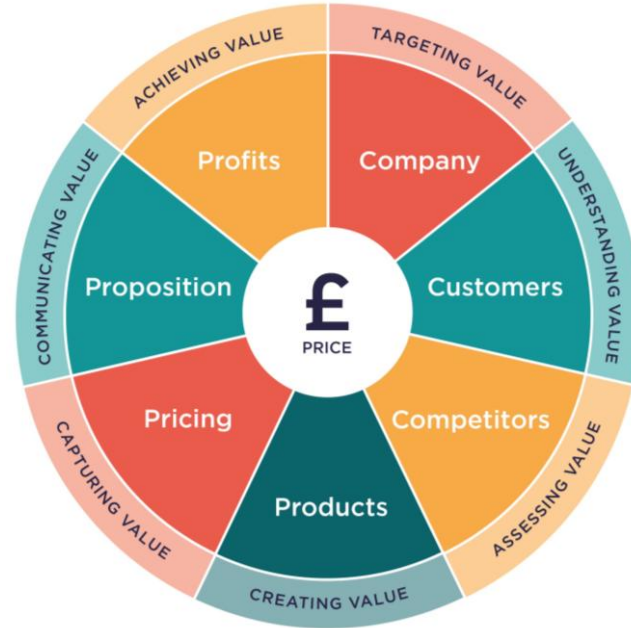 ACHIEVING VALUE
TARGETING VALUE
Profits
Company
COMMUNICATING VALUE
UNDERSTANDING VALUE
Proposition
£
PRICE
Customers
Pricing
Competitors
CAPTURING VALUE
Products
ASSESSING VALUE
CREATING VALUE